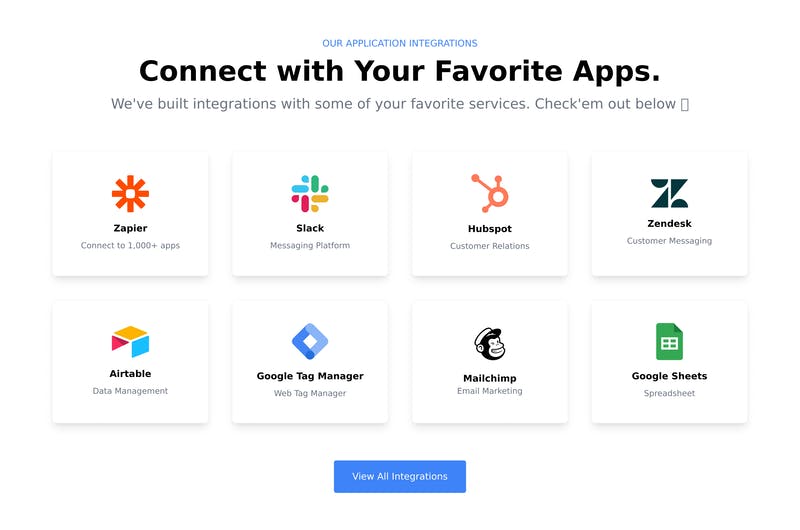 OUR APPLICATION INTEGRATIONS
Connect with Your Favorite Apps.
We've built integrations with some of your favorite services. Check'em out below
Zapier
Connect to 1,000+ apps
Slack
Messaging Platform
Hubspot
Customer Relations
Zendesk
Customer Messaging
Airtable
Data Management
Google Tag Manager
Web Tag Manager
Mailchimp
Email Marketing
Google Sheets
Spreadsheet
View All Integrations